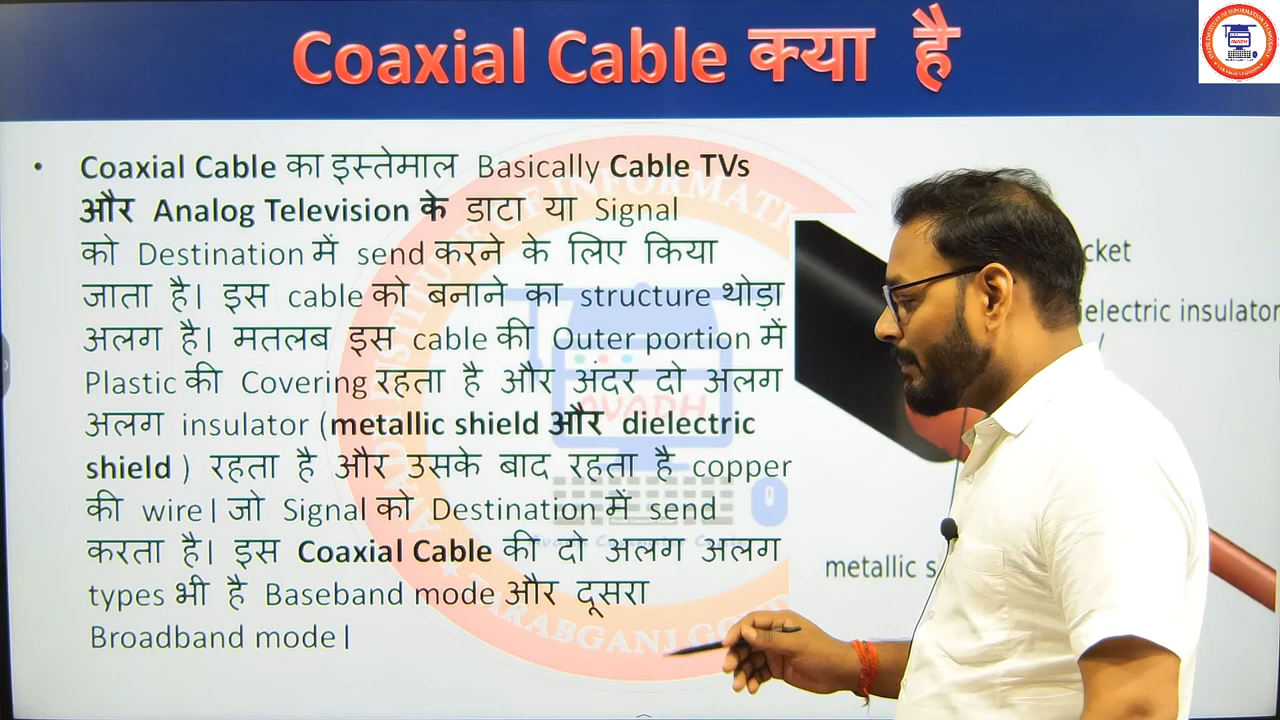 Coaxial Cable क्या है
• Coaxial Cable का इस्तेमाल Basically Cable TVs
और Analog Television के डाटा या Signal
को Destination में send करने के लिए किया
जाता है। इस cable को बनाने का structure थोड़ा
अलग है। मतलब इस cable की Outer portion में
Plastic की Covering रहता है और अंदर दो अलग
अलग insulator (metallic shield और dielectric
shield ) रहता है और उसके बाद रहता है copper
की wire| जो Signal को Destination में send
करता है। इस Coaxial Cable की दो अलग अलग
types भी है Baseband mode और दूसरा
Broadband mode|
cket
ielectric insulator
metallic s
AVADH